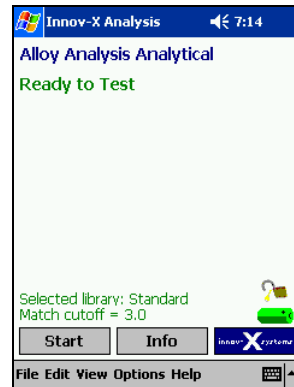 Innov-X Analysis 7:14
Alloy Analysis Analytical
Ready to Test
Selected library: Standard
Match cutoff = 3.0
Start Info innov-X systems
File Edit View Options Help